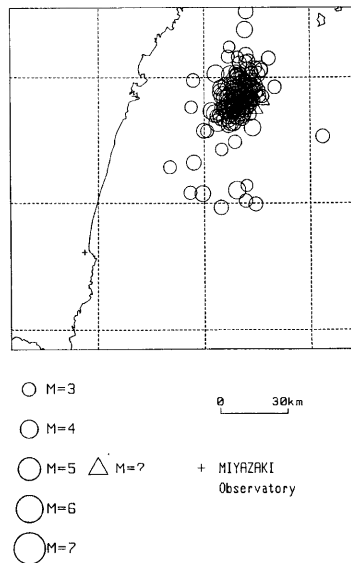 M=3
0 30km
M=4
M=5 M=? + MIYAZAKI
Observatory
M=6
M=7